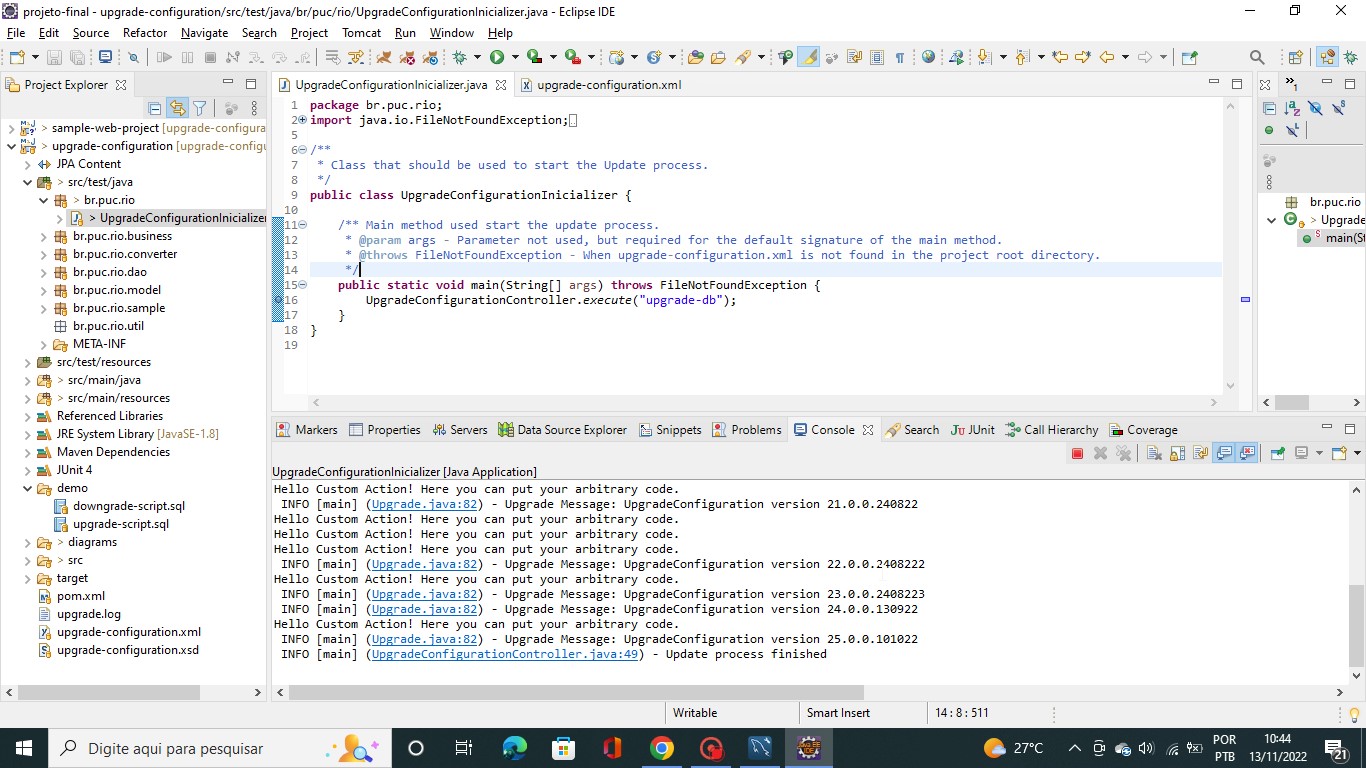 projeto-final - upgrade-configuration/src/test/java/br/puc/rio/UpgradeConfigurationInicializer.java - Eclipse IDE
File Edit Source Refactor Navigate Search Project Tomcat Run Window Help
Project Explorer
> sample-web-project [upgrade-configura
> upgrade-configuration [upgrade-config
JPA Content
> src/test/java
> br.puc.rio
> UpgradeConfigurationInicializer
br.puc.rio.business
br.puc.rio.converter
br.puc.rio.dao
br.puc.rio.model
br.puc.rio.sample
br.puc.rio.util
META-INF
src/test/resources
> src/main/java
> src/main/resources
Referenced Libraries
JRE System Library [JavaSE-1.8]
Maven Dependencies
JUnit 4
demo
downgrade-script.sql
upgrade-script.sql
> diagrams
> src
target
pom.xml
upgrade.log
upgrade-configuration.xml
upgrade-configuration.xsd
UpgradeConfigurationInicializer.java upgrade-configuration.xml
1 package br.puc.rio;
2 import java.io.FileNotFoundException;
5
6 /**
7 * Class that should be used to start the Update process.
8 */
9 public class UpgradeConfigurationInicializer {
10
11 /** Main method used start the update process.
12 * @param args - Parameter not used, but required for the default signature of the main method.
13 * @throws FileNotFoundException - When upgrade-configuration.xml is not found in the project root directory.
14 */
15 public static void main(String[] args) throws FileNotFoundException {
16 UpgradeConfigurationController.execute("upgrade-db");
17 }
18 }
19
br.puc.rio
> Upgrade
main(St
Markers Properties Servers Data Source Explorer Snippets Problems Console Search JUnit Call Hierarchy Coverage
UpgradeConfigurationInicializer [Java Application]
Hello Custom Action! Here you can put your arbitrary code.
INFO [main] (Upgrade.java:82) - Upgrade Message: UpgradeConfiguration version 21.0.0.240822
Hello Custom Action! Here you can put your arbitrary code.
Hello Custom Action! Here you can put your arbitrary code.
Hello Custom Action! Here you can put your arbitrary code.
INFO [main] (Upgrade.java:82) - Upgrade Message: UpgradeConfiguration version 22.0.0.2408222
Hello Custom Action! Here you can put your arbitrary code.
INFO [main] (Upgrade.java:82) - Upgrade Message: UpgradeConfiguration version 23.0.0.2408223
INFO [main] (Upgrade.java:82) - Upgrade Message: UpgradeConfiguration version 24.0.0.130922
Hello Custom Action! Here you can put your arbitrary code.
INFO [main] (Upgrade.java:82) - Upgrade Message: UpgradeConfiguration version 25.0.0.101022
INFO [main] (UpgradeConfigurationController.java:49) - Update process finished
Writable Smart Insert 14 : 8 : 511
Digite aqui para pesquisar
27°C
POR
PTB
10:44
13/11/2022
21